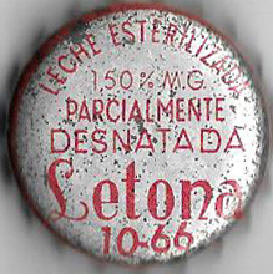 LECHE ESTERILIZADA
1,50 % M.G.
PARCIALMENTE
DESNATADA
Letona
10-66